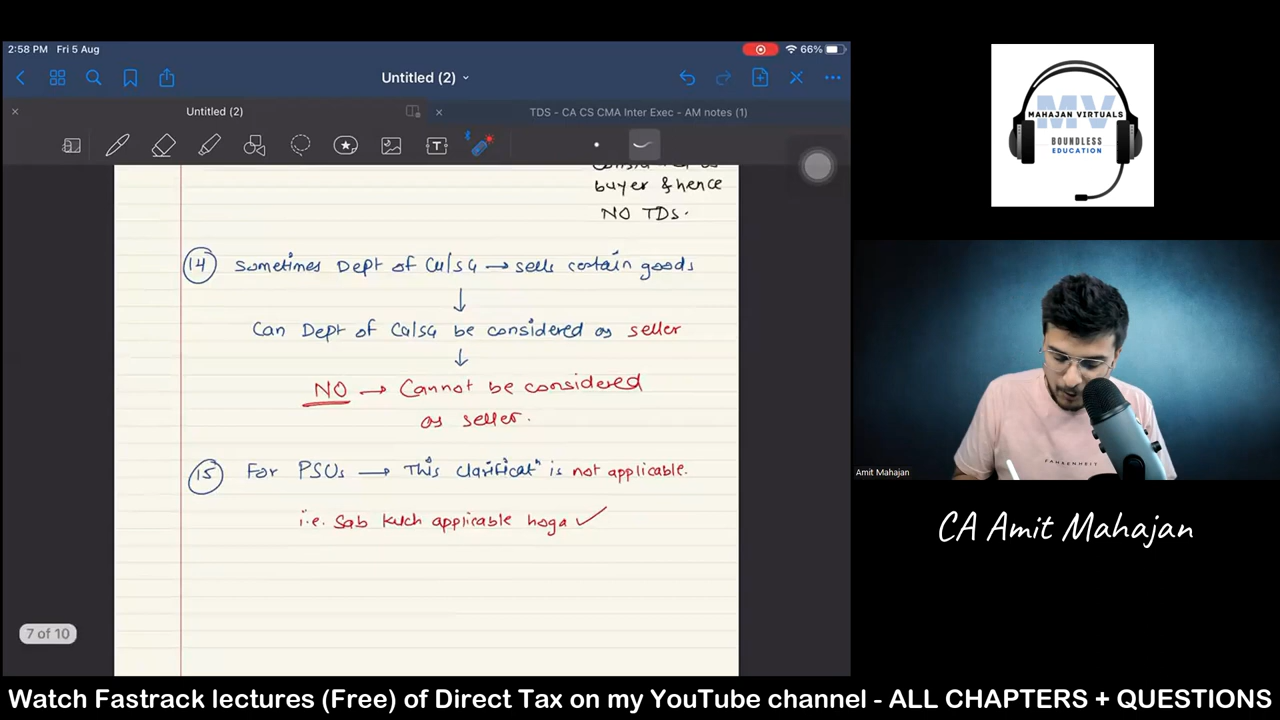 2:58 PM Fri 5 Aug
66%
Untitled (2)
Untitled (2)
TDS - CA CS CMA Inter Exec - AM notes (1)
buyer & hence
NO TDS.
14 Sometimes Dept of CG/SG → sells certain goods
Can Dept of CG/SG be considered as seller
NO → Cannot be considered
as seller.
15 For PSUs → This clarificatⁿ is not applicable.
i.e. Sab kuch applicable hoga ✓
7 of 10
MV
MAHAJAN VIRTUALS
BOUNDLESS
EDUCATION
FAHRENHEIT
Amit Mahajan
CA Amit Mahajan
Watch Fastrack lectures (Free) of Direct Tax on my YouTube channel - ALL CHAPTERS + QUESTIONS